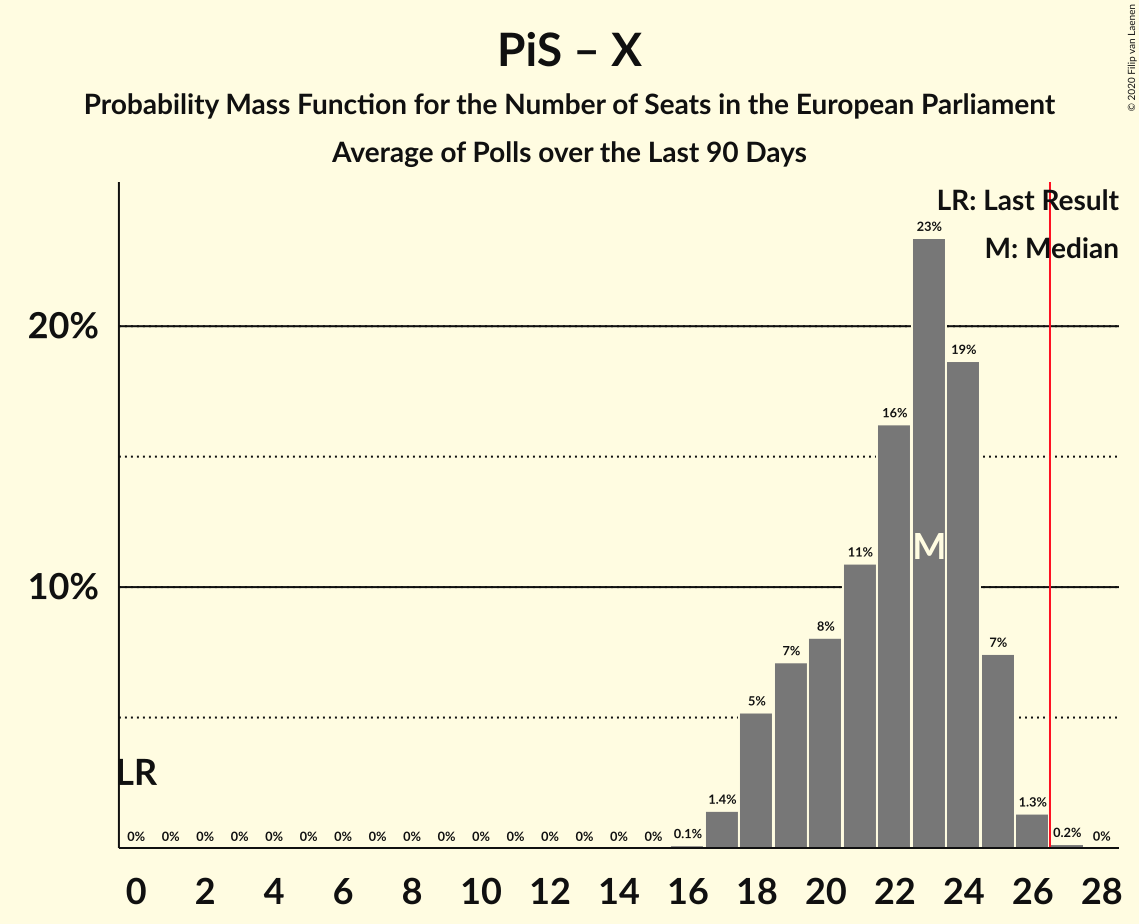 PiS – X
Probability Mass Function for the Number of Seats in the European Parliament
Average of Polls over the Last 90 Days
© 2020 Filip van Laenen
LR: Last Result
M: Median
20%
10%
23%
19%
16%
11%
8%
7%
7%
5%
1.4%
1.3%
0.1%
0.2%
M
LR
0% 0% 0% 0% 0% 0% 0% 0% 0% 0% 0% 0% 0% 0% 0% 0% 0%
0 2 4 6 8 10 12 14 16 18 20 22 24 26 28